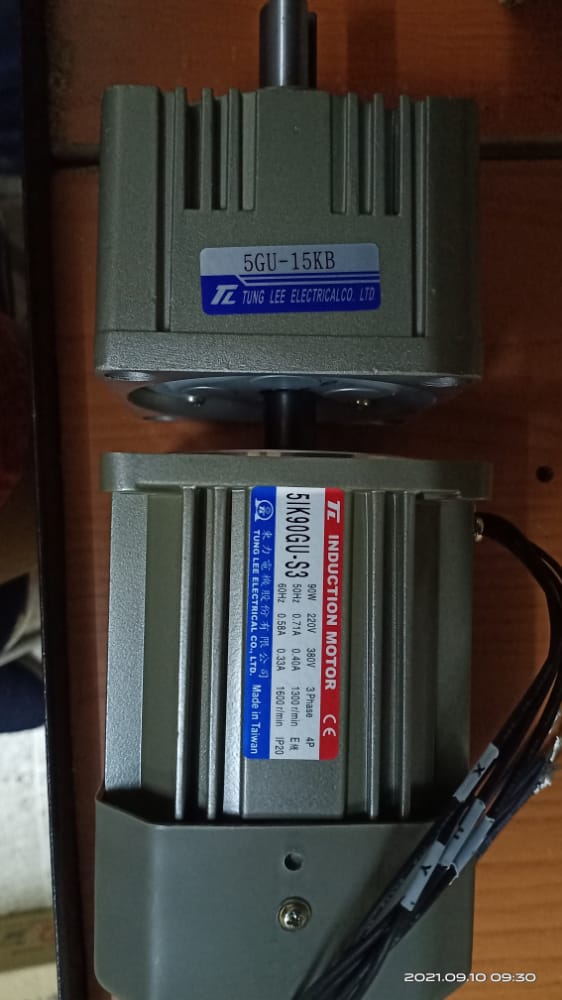 5GU-15KB
TL TUNG LEE ELECTRICALCO. LTD.
TL INDUCTION MOTOR CE
5IK90GU-S3
90W 220V 380V 3 Phase 4P
50Hz 0.71A 0.40A 1300 r/min E種
60Hz 0.58A 0.33A 1600 r/min IP20
東力電機股份有限公司
TUNG LEE ELECTRICAL CO., LTD. Made in Taiwan
X
Y
2021.09.10 09:30